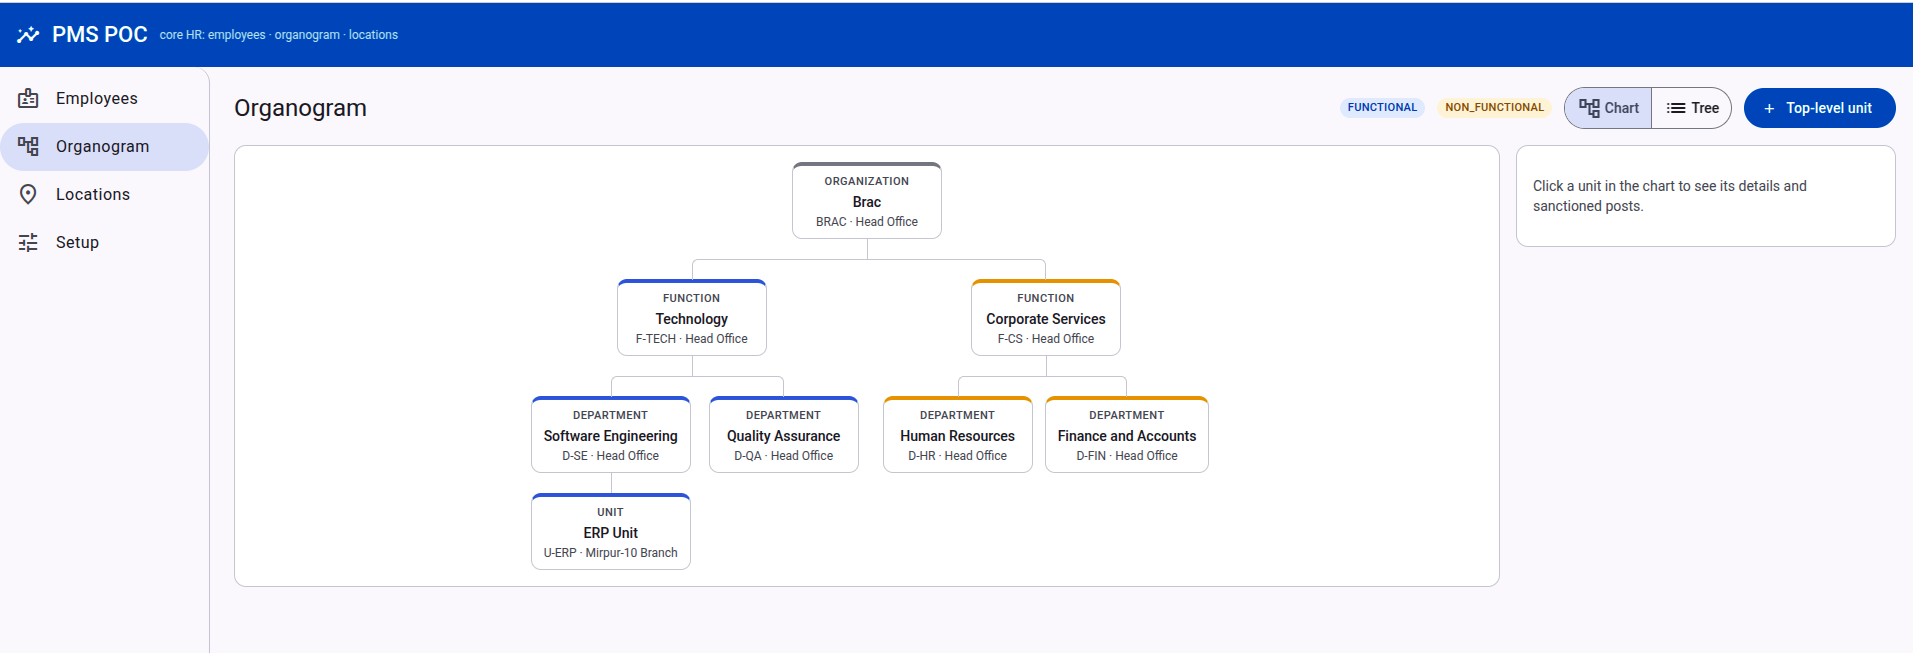 PMS POC core HR: employees · organogram · locations
Employees
Organogram
Locations
Setup
Organogram
FUNCTIONAL NON_FUNCTIONAL Chart Tree + Top-level unit
ORGANIZATION
Brac
BRAC · Head Office
FUNCTION
Technology
F-TECH · Head Office
FUNCTION
Corporate Services
F-CS · Head Office
DEPARTMENT
Software Engineering
D-SE · Head Office
DEPARTMENT
Quality Assurance
D-QA · Head Office
DEPARTMENT
Human Resources
D-HR · Head Office
DEPARTMENT
Finance and Accounts
D-FIN · Head Office
UNIT
ERP Unit
U-ERP · Mirpur-10 Branch
Click a unit in the chart to see its details and
sanctioned posts.